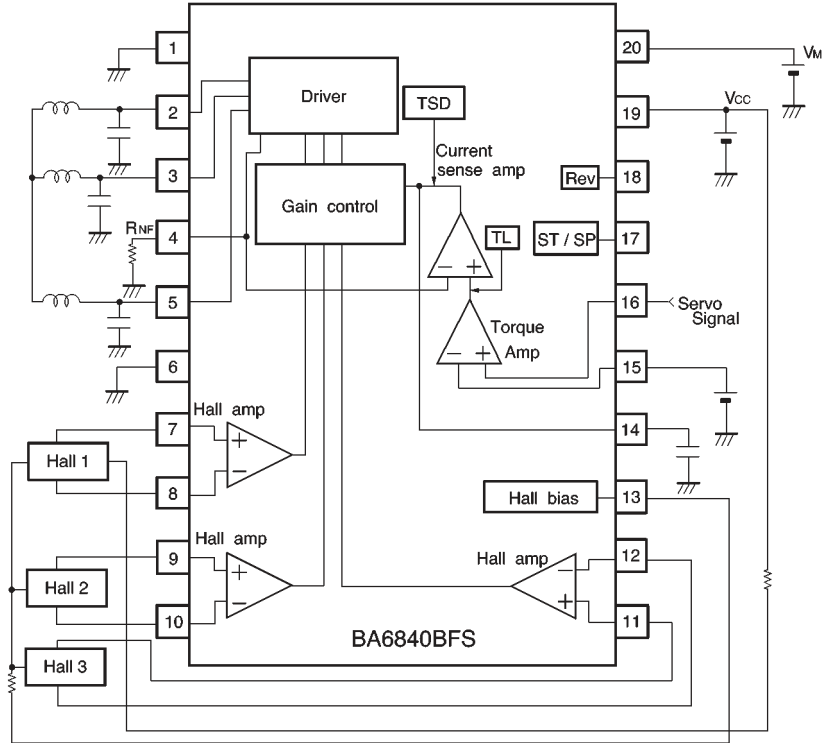 1
2
3
4
5
6
7
8
9
10
20
19
18
17
16
15
14
13
12
11
Driver
TSD
Current
sense amp
Gain control
TL
Rev
ST / SP
Torque
Amp
Servo
Signal
VM
VCC
RNF
− +
− +
Hall amp
+
−
Hall 1
Hall amp
+
−
Hall 2
Hall 3
Hall bias
Hall amp
−
+
BA6840BFS